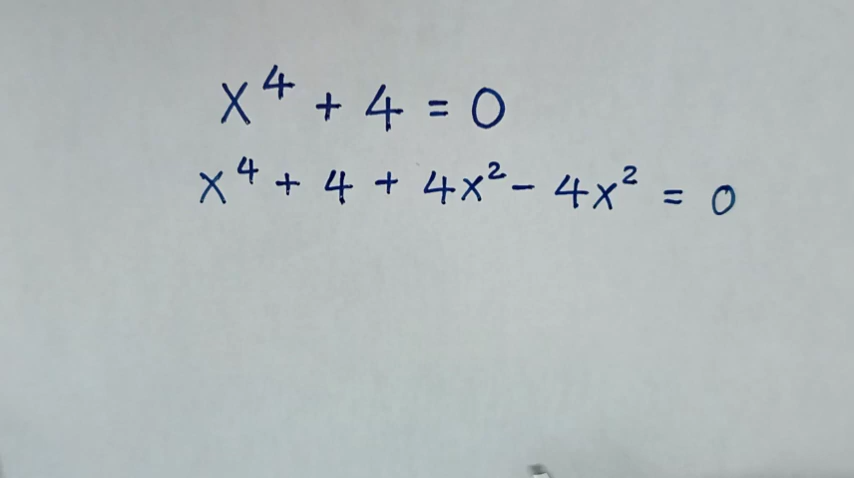 x⁴ + 4 = 0
x⁴ + 4 + 4x² - 4x² = 0